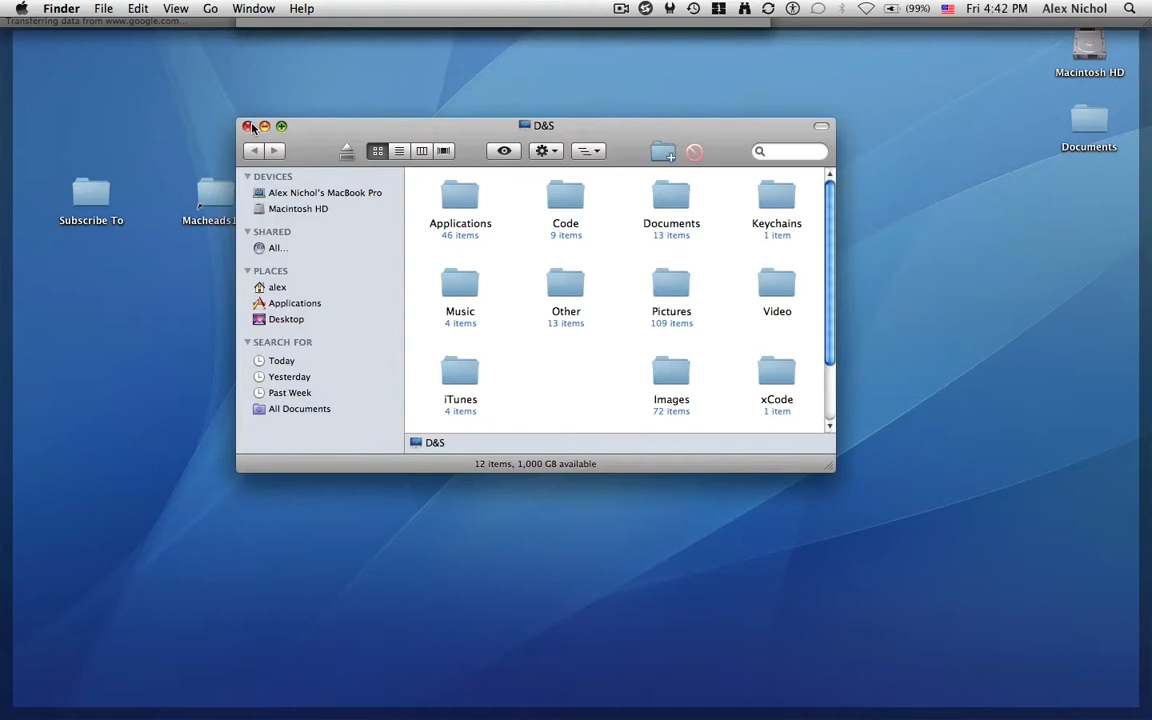 Finder File Edit View Go Window Help (99%) Fri 4:42 PM Alex Nichol
Transferring data from www.google.com...
Macintosh HD
Documents
Subscribe To
Macheads1
D&S
DEVICES
Alex Nichol's MacBook Pro
Macintosh HD
SHARED
All...
PLACES
alex
Applications
Desktop
SEARCH FOR
Today
Yesterday
Past Week
All Documents
Applications Code Documents Keychains
46 items 9 items 13 items 1 item
Music Other Pictures Video
4 items 13 items 109 items
iTunes Images xCode
4 items 72 items 1 item
D&S
12 items, 1,000 GB available